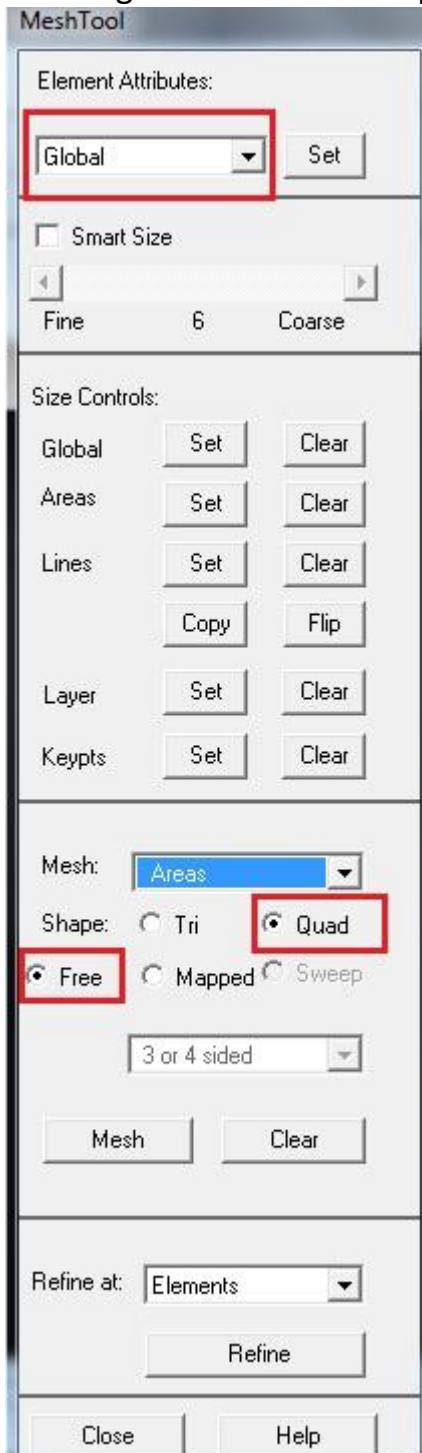 MeshTool
Element Attributes:
Global Set
Smart Size
Fine 6 Coarse
Size Controls:
Global Set Clear
Areas Set Clear
Lines Set Clear
Copy Flip
Layer Set Clear
Keypts Set Clear
Mesh: Areas
Shape: Tri Quad
Free Mapped Sweep
3 or 4 sided
Mesh Clear
Refine at: Elements
Refine
Close Help